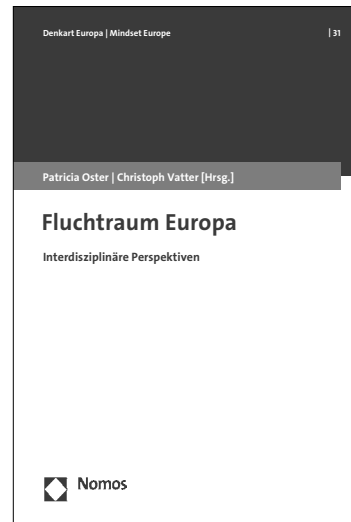 Denkart Europa | Mindset Europe | 31
Patricia Oster | Christoph Vatter [Hrsg.]
Fluchtraum Europa
Interdisziplinäre Perspektiven
Nomos